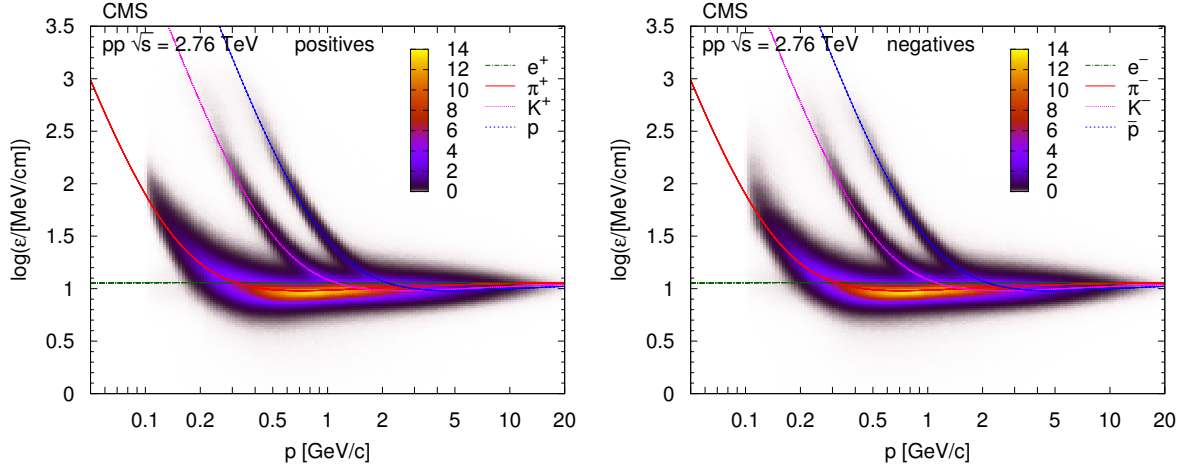 CMS
pp √s = 2.76 TeV positives
e⁺
π⁺
K⁺
p
14
12
10
8
6
4
2
0
3.5
3
2.5
2
1.5
1
0.5
0
log(ε/[MeV/cm])
0.1 0.2 0.5 1 2 5 10 20
p [GeV/c]
CMS
pp √s = 2.76 TeV negatives
e⁻
π⁻
K⁻
p̅
14
12
10
8
6
4
2
0
3.5
3
2.5
2
1.5
1
0.5
0
log(ε/[MeV/cm])
0.1 0.2 0.5 1 2 5 10 20
p [GeV/c]